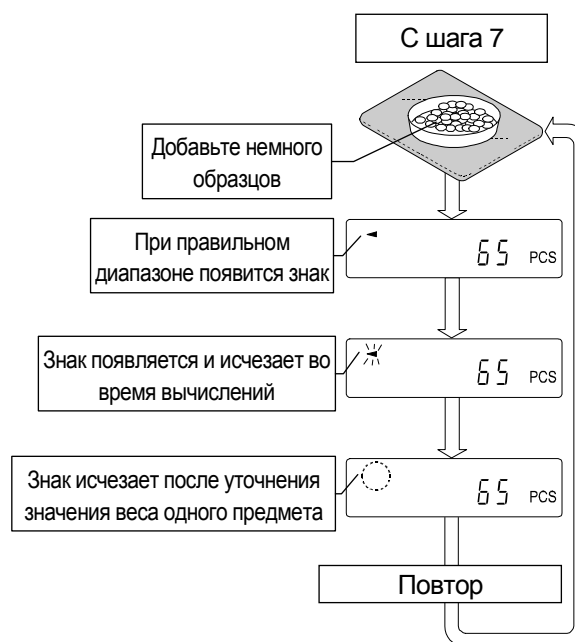 С шага 7
Добавьте немного
образцов
При правильном
диапазоне появится знак
65 PCS
Знак появляется и исчезает во
время вычислений
65 PCS
Знак исчезает после уточнения
значения веса одного предмета
65 PCS
Повтор